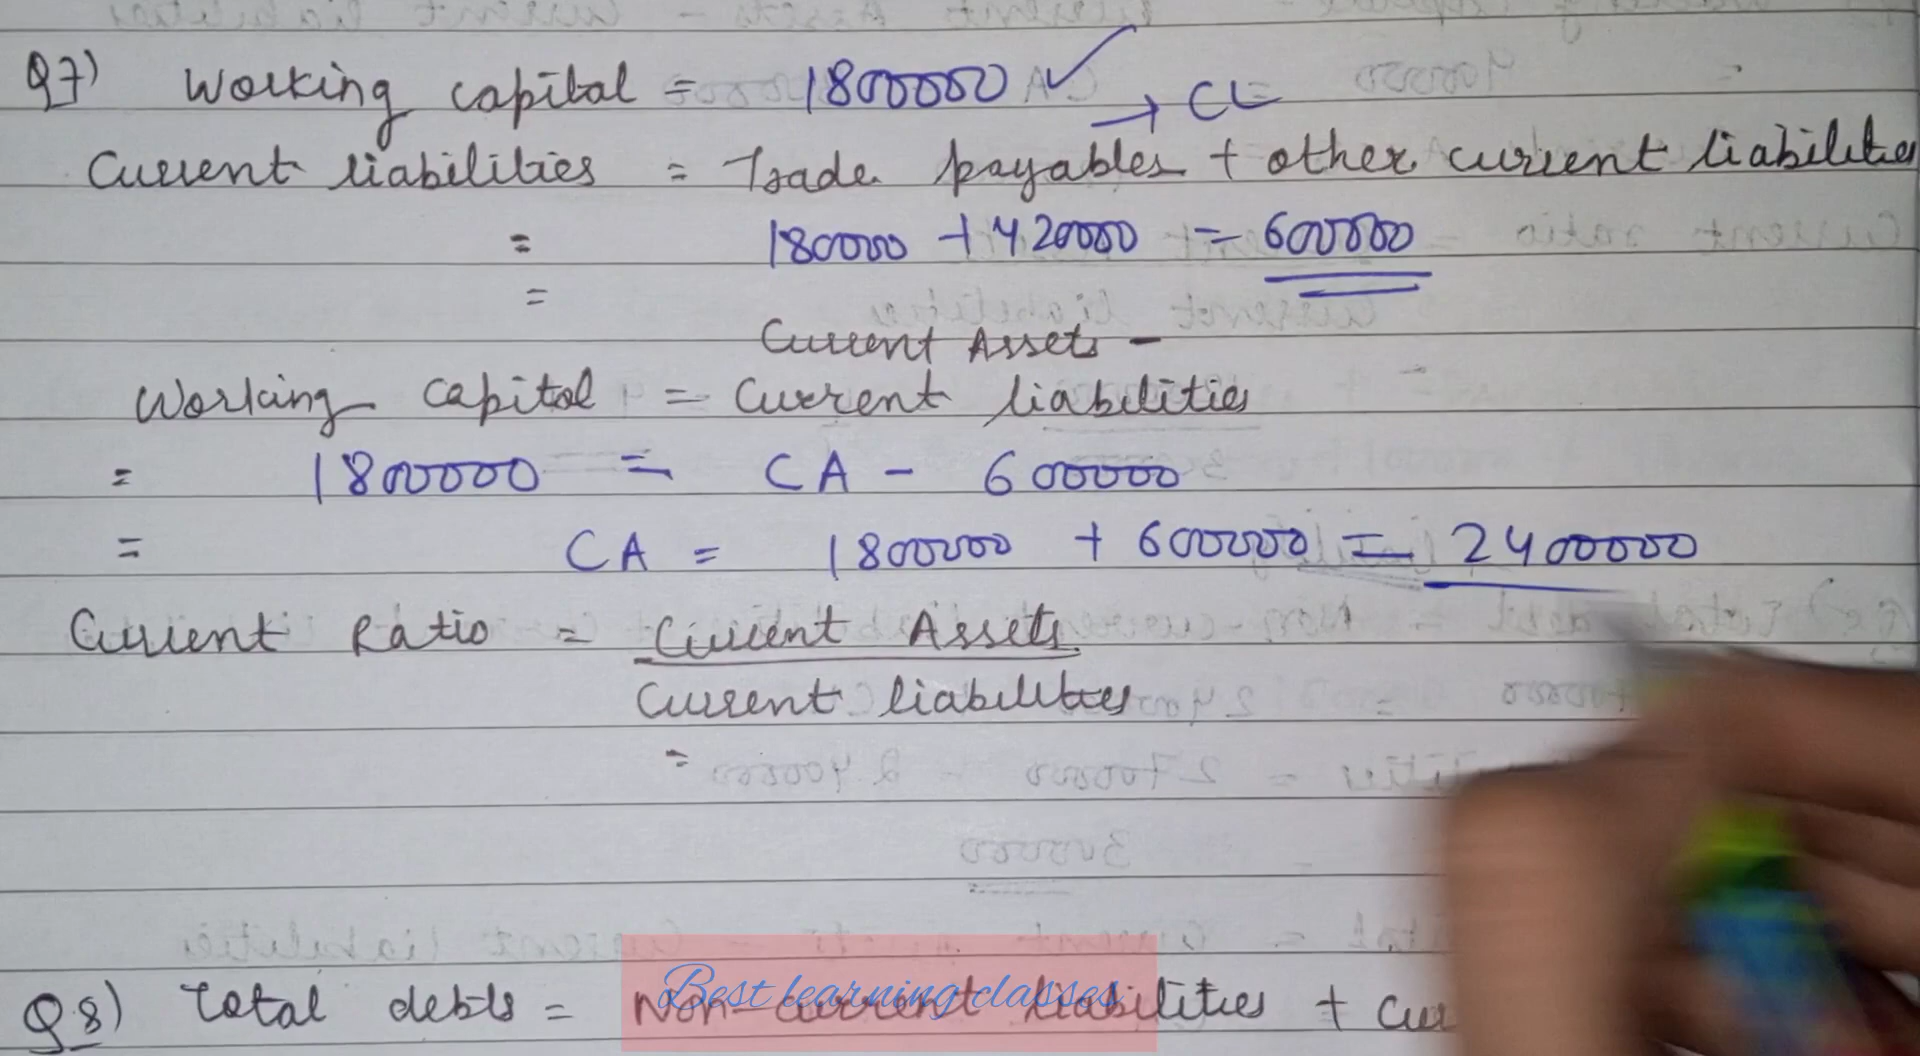 Q7) Working capital = 1800000 ✓
→ CL
Current liabilities = Trade payables + other current liabilities
= 180000 + 420000 = 600000
=
Current Assets -
Working capital = Current liabilities
= 1800000 = CA - 600000
= CA = 1800000 + 600000 = 2400000
Current Ratio = Current Assets
Current liabilities
=
Q8) Total debts = Non-current liabilities + Cur
Best learning classes